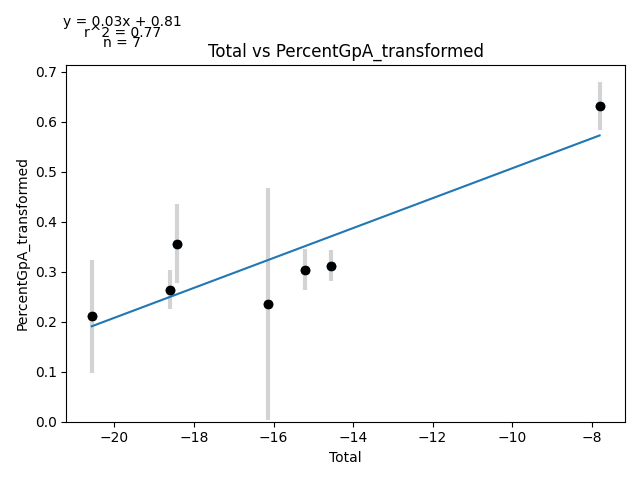 y = 0.03x + 0.81
r^2 = 0.77
n = 7
Total vs PercentGpA_transformed
PercentGpA_transformed
0.7
0.6
0.5
0.4
0.3
0.2
0.1
0.0
−20 −18 −16 −14 −12 −10 −8
Total